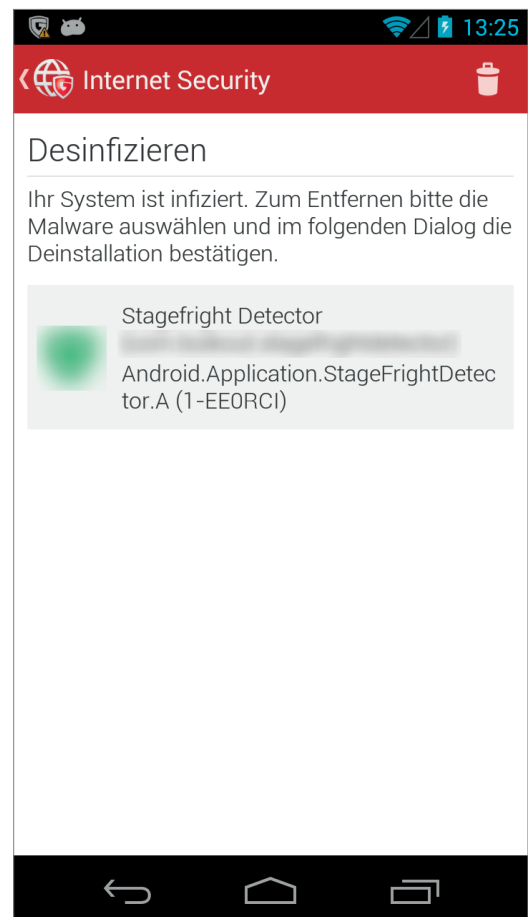 13:25
Internet Security
Desinfizieren
Ihr System ist infiziert. Zum Entfernen bitte die
Malware auswählen und im folgenden Dialog die
Deinstallation bestätigen.
Stagefright Detector
Android.Application.StageFrightDetec
tor.A (1-EE0RCI)